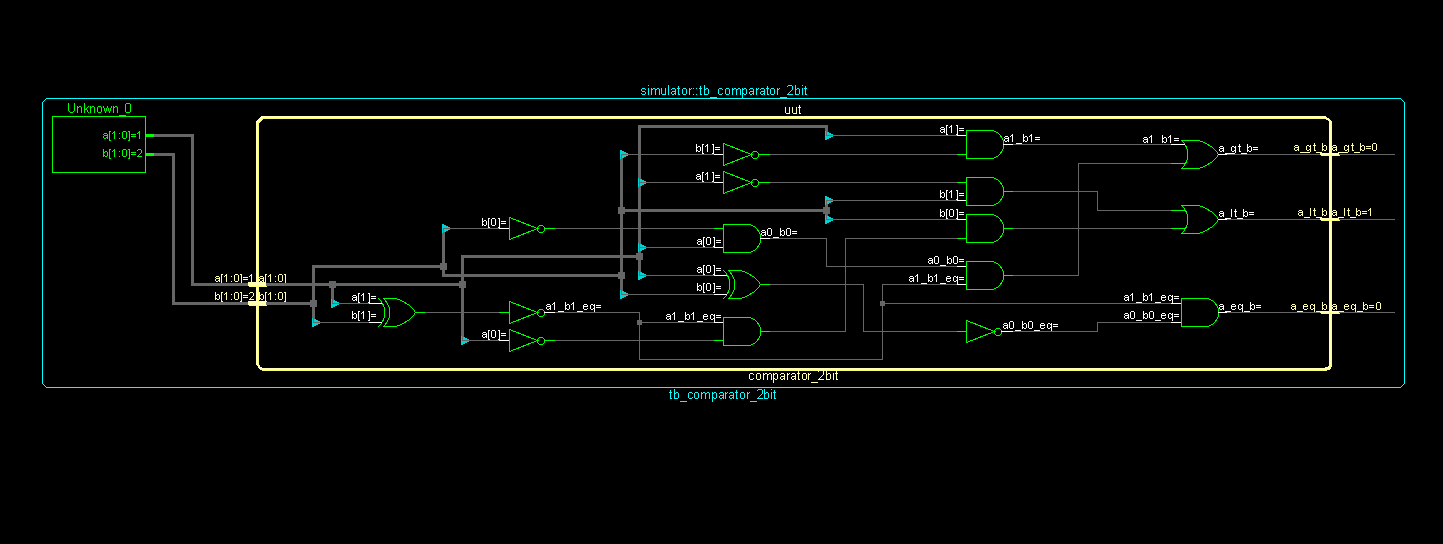 simulator::tb_comparator_2bit
Unknown_0
uut
a[1:0]=1
b[1:0]=2
a[1]=
a1_b1=
a1_b1=
a_gt_b=
a_gt_b
a_gt_b=0
b[1]=
a[1]=
b[1]=
b[0]=
a_lt_b=
a_lt_b
a_lt_b=1
b[0]=
a[0]=
a0_b0=
a0_b0=
a1_b1_eq=
a[0]=
b[0]=
a[1:0]=1
a[1:0]
b[1:0]=2
b[1:0]
a[1]=
b[1]=
a1_b1_eq=
a1_b1_eq=
a[0]=
a0_b0_eq=
a1_b1_eq=
a0_b0_eq=
a_eq_b=
a_eq_b
a_eq_b=0
comparator_2bit
tb_comparator_2bit